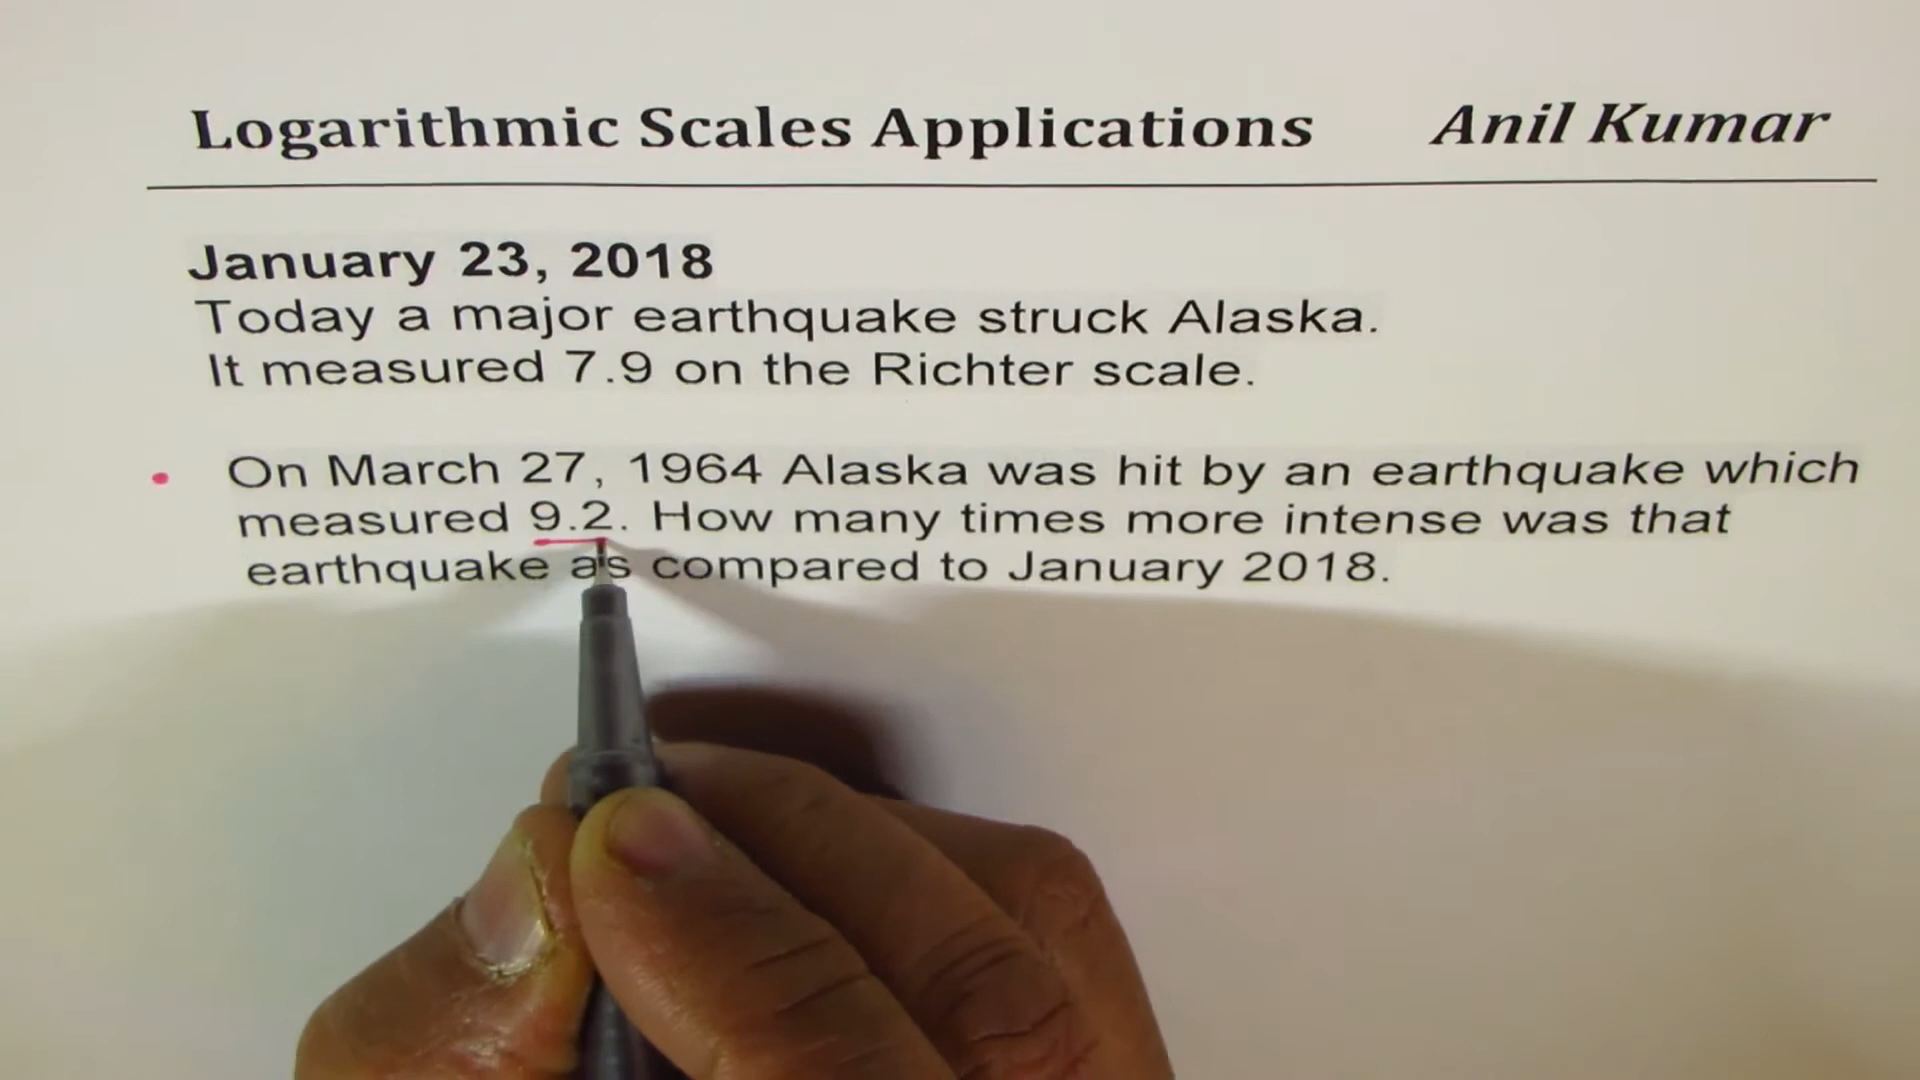 Logarithmic Scales Applications Anil Kumar
January 23, 2018
Today a major earthquake struck Alaska.
It measured 7.9 on the Richter scale.
On March 27, 1964 Alaska was hit by an earthquake which
measured 9.2. How many times more intense was that
earthquake as compared to January 2018.